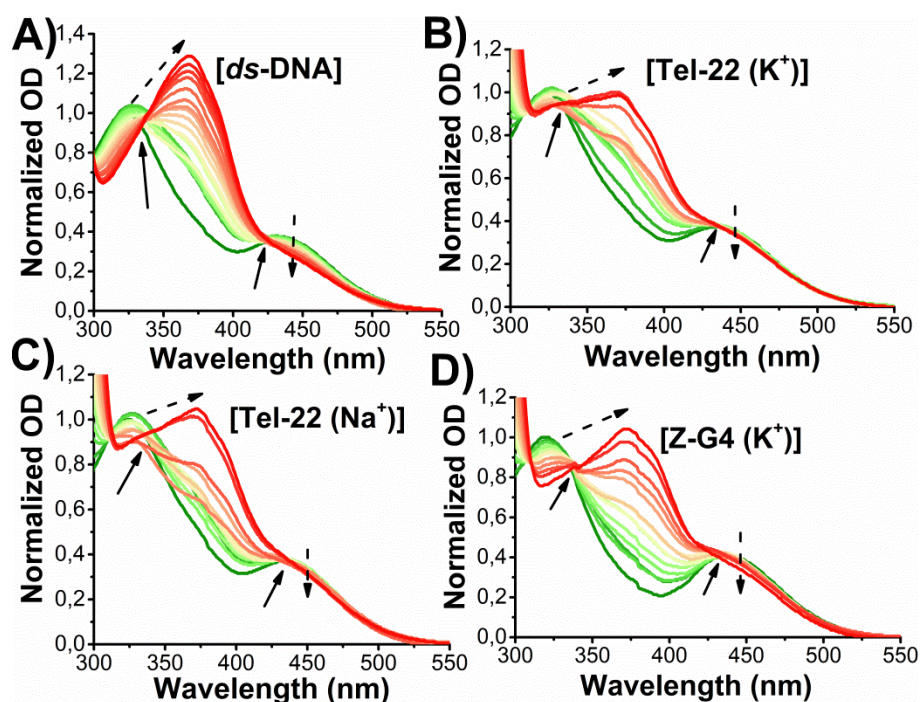 A)
1,4
1,2
1,0
0,8
0,6
0,4
0,2
0,0
Normalized OD
[ds-DNA]
300 350 400 450 500 550
Wavelength (nm)
B)
1,2
1,0
0,8
0,6
0,4
0,2
0,0
Normalized OD
[Tel-22 (K⁺)]
300 350 400 450 500 550
Wavelength (nm)
C)
1,2
1,0
0,8
0,6
0,4
0,2
0,0
Normalized OD
[Tel-22 (Na⁺)]
300 350 400 450 500 550
Wavelength (nm)
D)
1,2
1,0
0,8
0,6
0,4
0,2
0,0
Normalized OD
[Z-G4 (K⁺)]
300 350 400 450 500 550
Wavelength (nm)